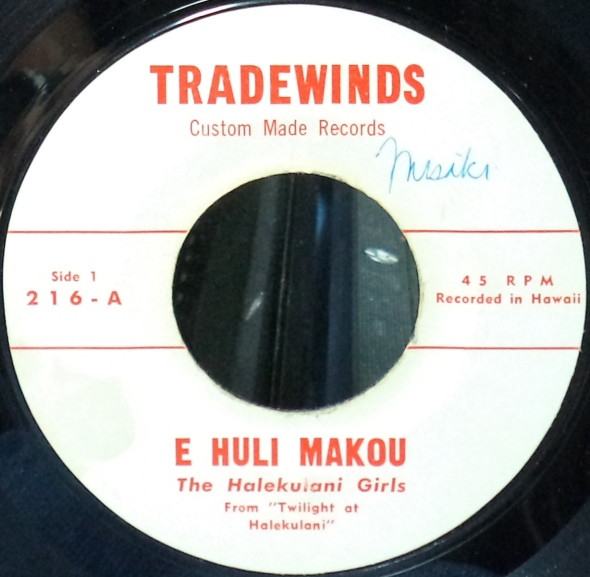 TRADEWINDS
Custom Made Records
Misaki
Side 1
216-A
45 RPM
Recorded in Hawaii
E HULI MAKOU
The Halekulani Girls
From "Twilight at
Halekulani"